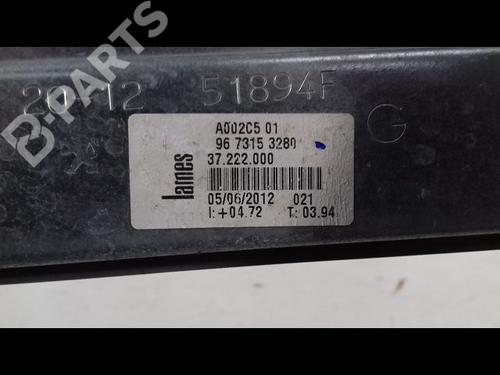 B-PARTS
20-12 51894F
G
A002C5 01
96 7315 3280
37.222.000
lames
05/06/2012 021
I:+04.72 T:03.94
B-PARTS